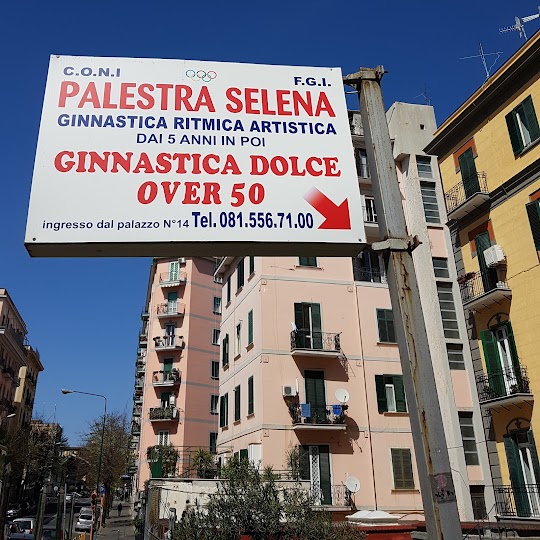 C.O.N.I
F.G.I.
PALESTRA SELENA
GINNASTICA RITMICA ARTISTICA
DAI 5 ANNI IN POI
GINNASTICA DOLCE
OVER 50
ingresso dal palazzo N°14 Tel. 081.556.71.00